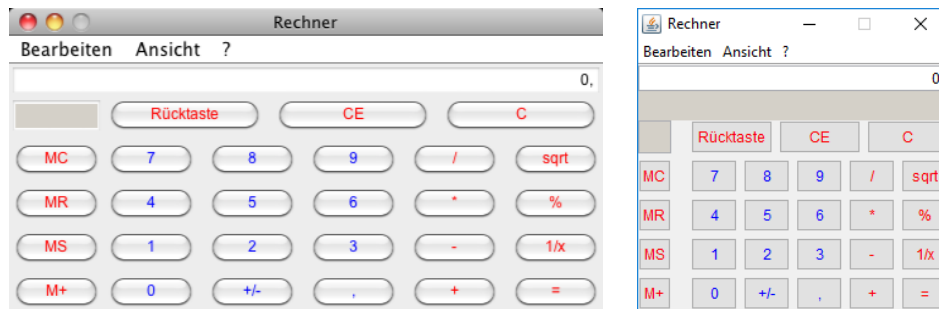 Rechner
Bearbeiten Ansicht ?
0,
Rücktaste CE C
MC 7 8 9 / sqrt
MR 4 5 6 * %
MS 1 2 3 - 1/x
M+ 0 +/- , + =
Rechner
Bearbeiten Ansicht ?
0
Rücktaste CE C
MC 7 8 9 / sqrt
MR 4 5 6 * %
MS 1 2 3 - 1/x
M+ 0 +/- , + =